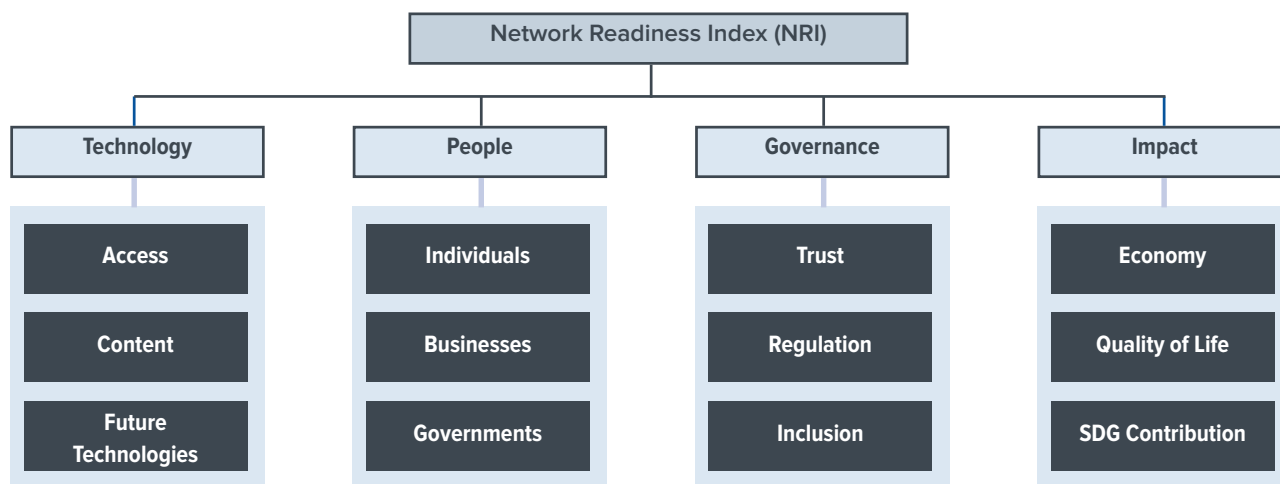 Network Readiness Index (NRI)
Technology
People
Governance
Impact
Access
Individuals
Trust
Economy
Content
Businesses
Regulation
Quality of Life
Future
Technologies
Governments
Inclusion
SDG Contribution